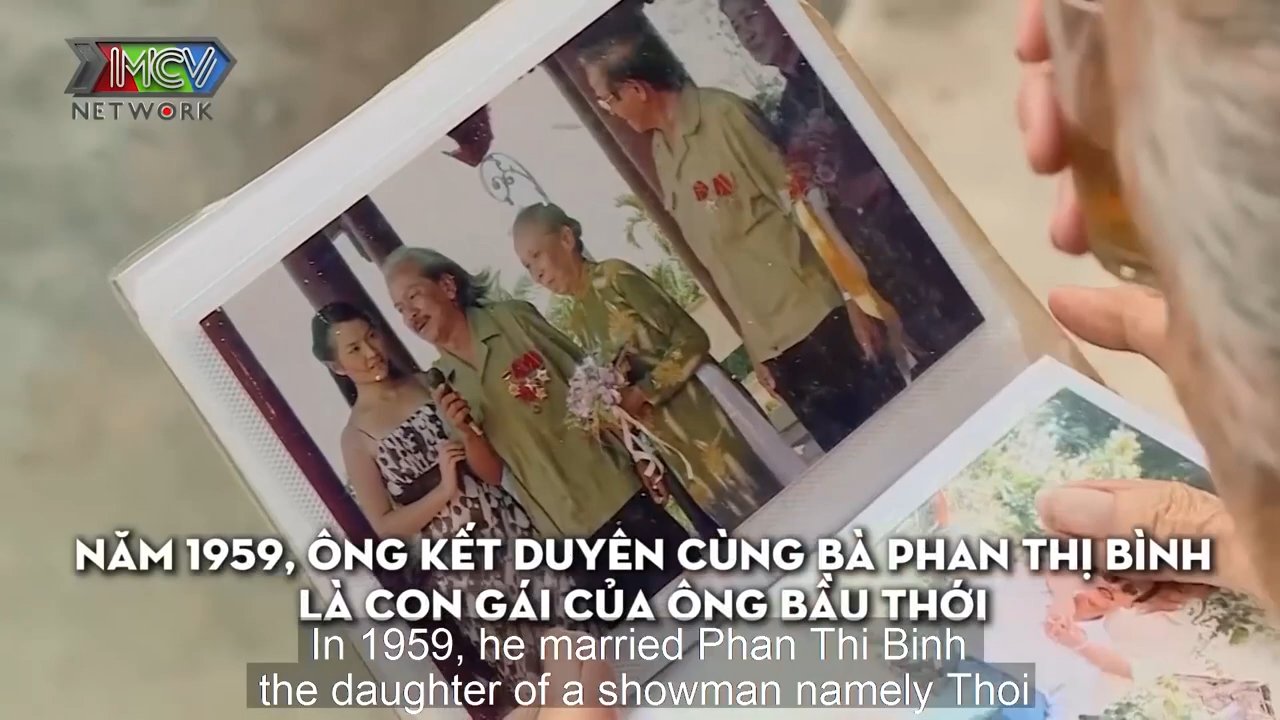 MCV
NETWORK
NĂM 1959, ÔNG KẾT DUYÊN CÙNG BÀ PHAN THỊ BÌNH
LÀ CON GÁI CỦA ÔNG BẦU THỚI
In 1959, he married Phan Thi Binh
the daughter of a showman namely Thoi